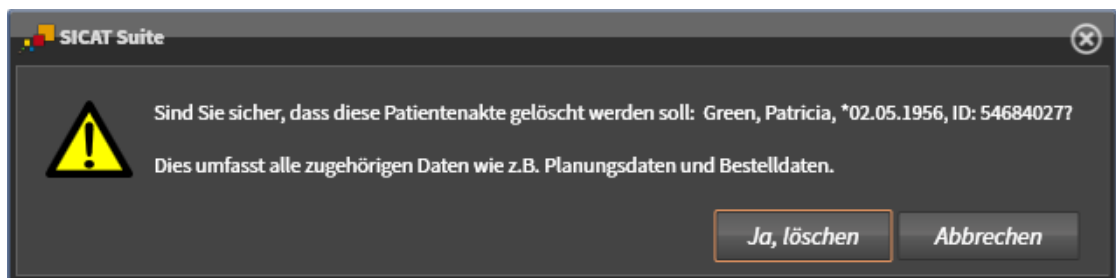 SICAT Suite
Sind Sie sicher, dass diese Patientenakte gelöscht werden soll:  Green, Patricia, *02.05.1956, ID: 54684027?
Dies umfasst alle zugehörigen Daten wie z.B. Planungsdaten und Bestelldaten.
Ja, löschen
Abbrechen